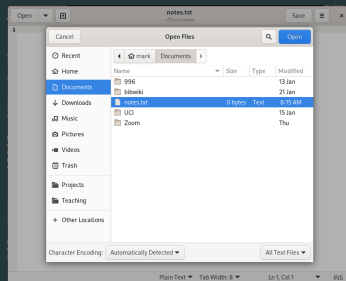 Open
notes.txt
~/Documents
Save
1
Cancel
Open Files
Open
Recent
Home
Documents
Downloads
Music
Pictures
Videos
Trash
Projects
Teaching
+ Other Locations
mark
Documents
Name Size Type Modified
996 13 Jan
bibwiki 21 Jan
notes.txt 0 bytes Text 8:15 AM
UCI 15 Jan
Zoom Thu
Character Encoding: Automatically Detected
All Text Files
Plain Text Tab Width: 8 Ln 1, Col 1 INS